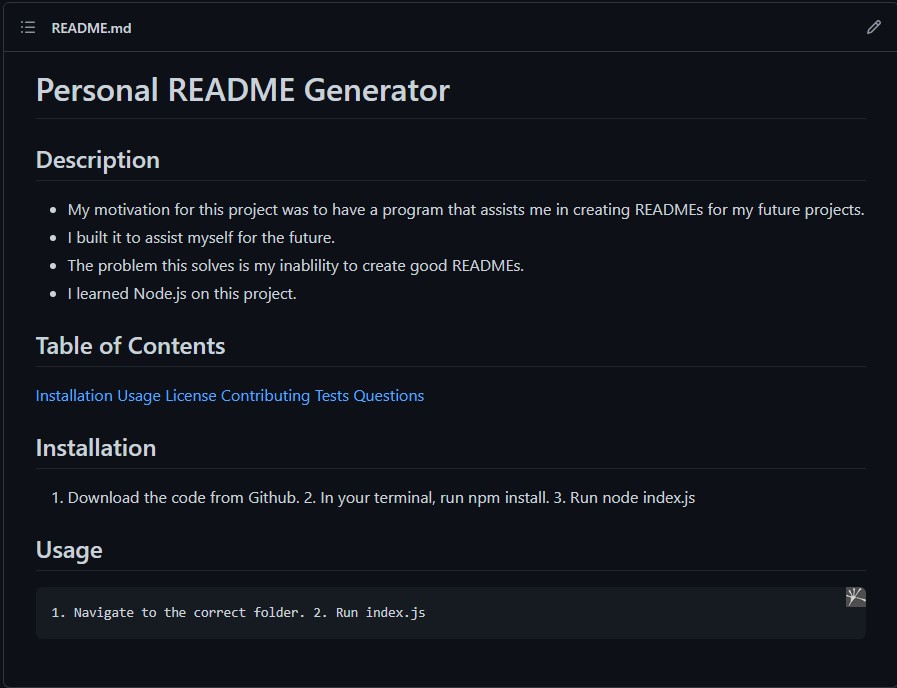 README.md
Personal README Generator
Description
My motivation for this project was to have a program that assists me in creating READMEs for my future projects.
I built it to assist myself for the future.
The problem this solves is my inablility to create good READMEs.
I learned Node.js on this project.
Table of Contents
Installation Usage License Contributing Tests Questions
Installation
1. Download the code from Github. 2. In your terminal, run npm install. 3. Run node index.js
Usage
1. Navigate to the correct folder. 2. Run index.js